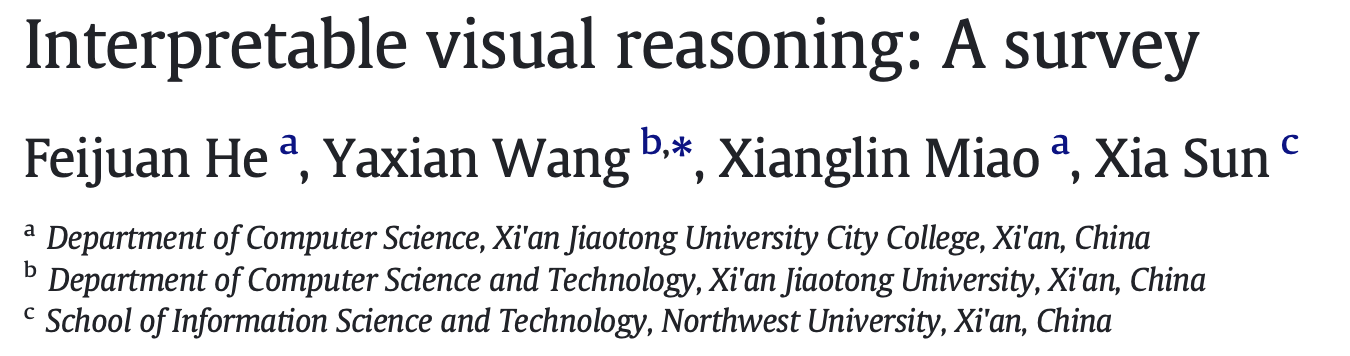 Interpretable visual reasoning: A survey
Feijuan He a, Yaxian Wang b,*, Xianglin Miao a, Xia Sun c
a Department of Computer Science, Xi'an Jiaotong University City College, Xi'an, China
b Department of Computer Science and Technology, Xi'an Jiaotong University, Xi'an, China
c School of Information Science and Technology, Northwest University, Xi'an, China